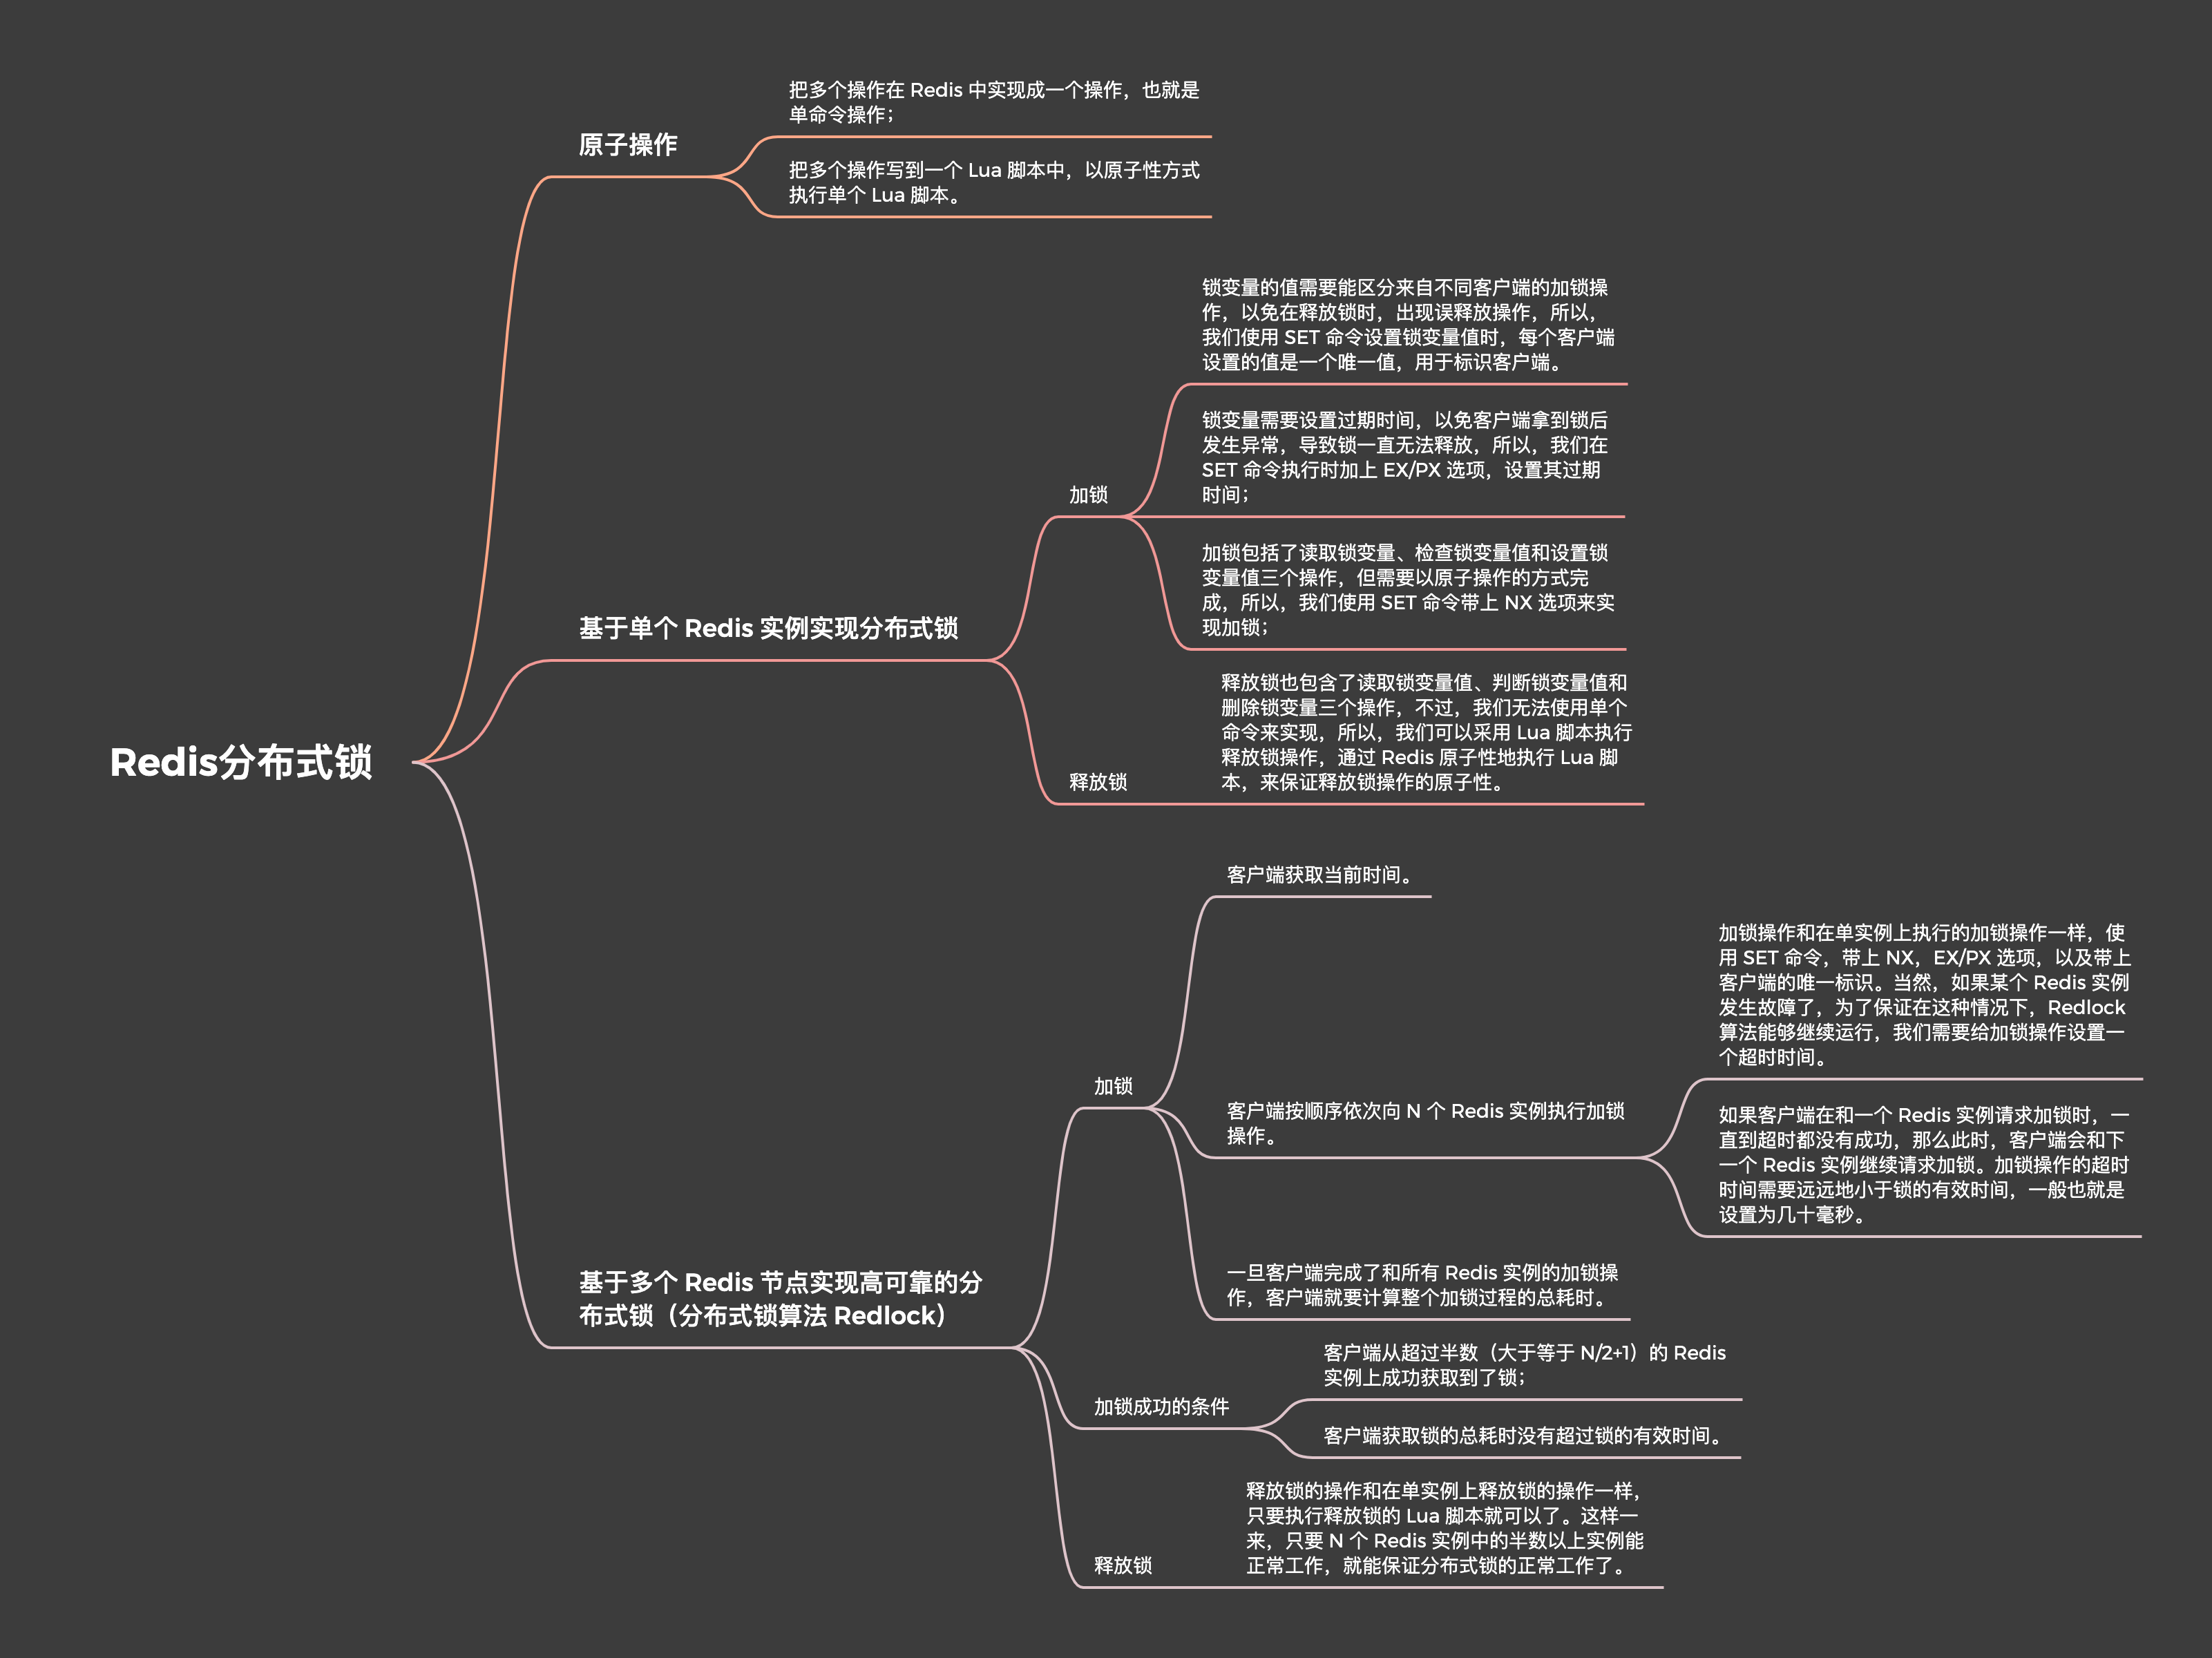 Redis分布式锁
原子操作
把多个操作在 Redis 中实现成一个操作，也就是
单命令操作；
把多个操作写到一个 Lua 脚本中，以原子性方式
执行单个 Lua 脚本。
基于单个 Redis 实例实现分布式锁
加锁
锁变量的值需要能区分来自不同客户端的加锁操
作，以免在释放锁时，出现误释放操作，所以，
我们使用 SET 命令设置锁变量值时，每个客户端
设置的值是一个唯一值，用于标识客户端。
锁变量需要设置过期时间，以免客户端拿到锁后
发生异常，导致锁一直无法释放，所以，我们在
SET 命令执行时加上 EX/PX 选项，设置其过期
时间；
加锁包括了读取锁变量、检查锁变量值和设置锁
变量值三个操作，但需要以原子操作的方式完
成，所以，我们使用 SET 命令带上 NX 选项来实
现加锁；
释放锁
释放锁也包含了读取锁变量值、判断锁变量值和
删除锁变量三个操作，不过，我们无法使用单个
命令来实现，所以，我们可以采用 Lua 脚本执行
释放锁操作，通过 Redis 原子性地执行 Lua 脚
本，来保证释放锁操作的原子性。
基于多个 Redis 节点实现高可靠的分
布式锁（分布式锁算法 Redlock）
加锁
客户端获取当前时间。
客户端按顺序依次向 N 个 Redis 实例执行加锁
操作。
加锁操作和在单实例上执行的加锁操作一样，使
用 SET 命令，带上 NX，EX/PX 选项，以及带上
客户端的唯一标识。当然，如果某个 Redis 实例
发生故障了，为了保证在这种情况下，Redlock
算法能够继续运行，我们需要给加锁操作设置一
个超时时间。
如果客户端在和一个 Redis 实例请求加锁时，一
直到超时都没有成功，那么此时，客户端会和下
一个 Redis 实例继续请求加锁。加锁操作的超时
时间需要远远地小于锁的有效时间，一般也就是
设置为几十毫秒。
一旦客户端完成了和所有 Redis 实例的加锁操
作，客户端就要计算整个加锁过程的总耗时。
加锁成功的条件
客户端从超过半数（大于等于 N/2+1）的 Redis
实例上成功获取到了锁；
客户端获取锁的总耗时没有超过锁的有效时间。
释放锁
释放锁的操作和在单实例上释放锁的操作一样，
只要执行释放锁的 Lua 脚本就可以了。这样一
来，只要 N 个 Redis 实例中的半数以上实例能
正常工作，就能保证分布式锁的正常工作了。